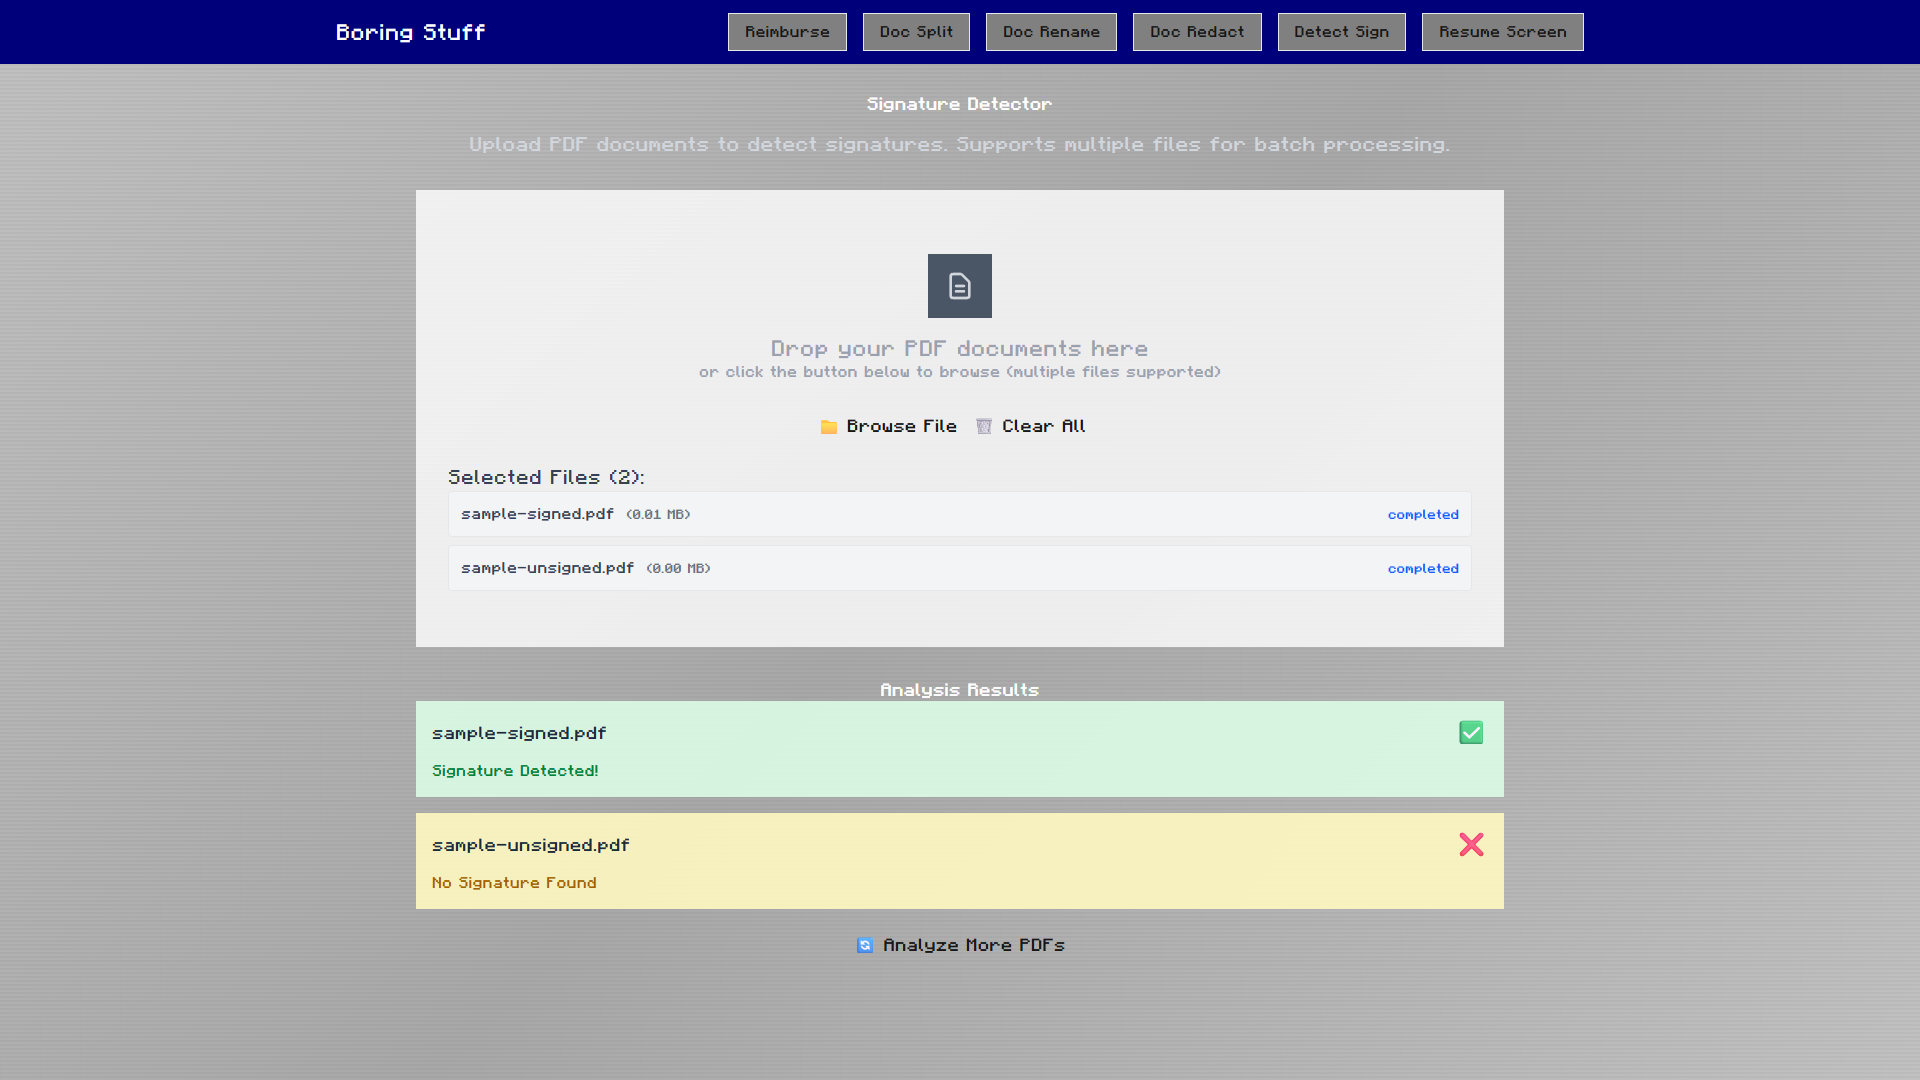 Boring Stuff
Reimburse
Doc Split
Doc Rename
Doc Redact
Detect Sign
Resume Screen
Signature Detector
Upload PDF documents to detect signatures. Supports multiple files for batch processing.
Drop your PDF documents here
or click the button below to browse (multiple files supported)
Browse File
Clear All
Selected Files (2):
sample-signed.pdf (0.01 MB) completed
sample-unsigned.pdf (0.00 MB) completed
Analysis Results
sample-signed.pdf
Signature Detected!
sample-unsigned.pdf
No Signature Found
Analyze More PDFs